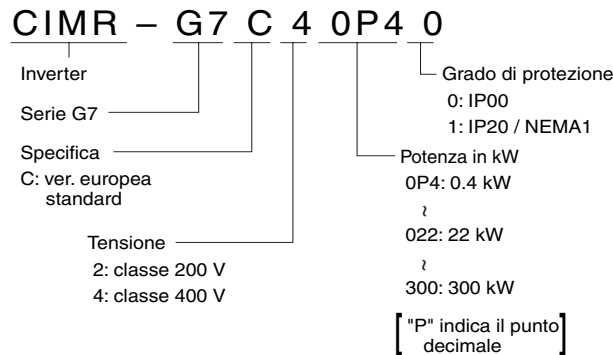 CIMR – G7 C 4 0P4 0
Inverter
Serie G7
Specifica
C: ver. europea
standard
Tensione
2: classe 200 V
4: classe 400 V
Grado di protezione
0: IP00
1: IP20 / NEMA1
Potenza in kW
0P4: 0.4 kW
~
022: 22 kW
~
300: 300 kW
["P" indica il punto
decimale]